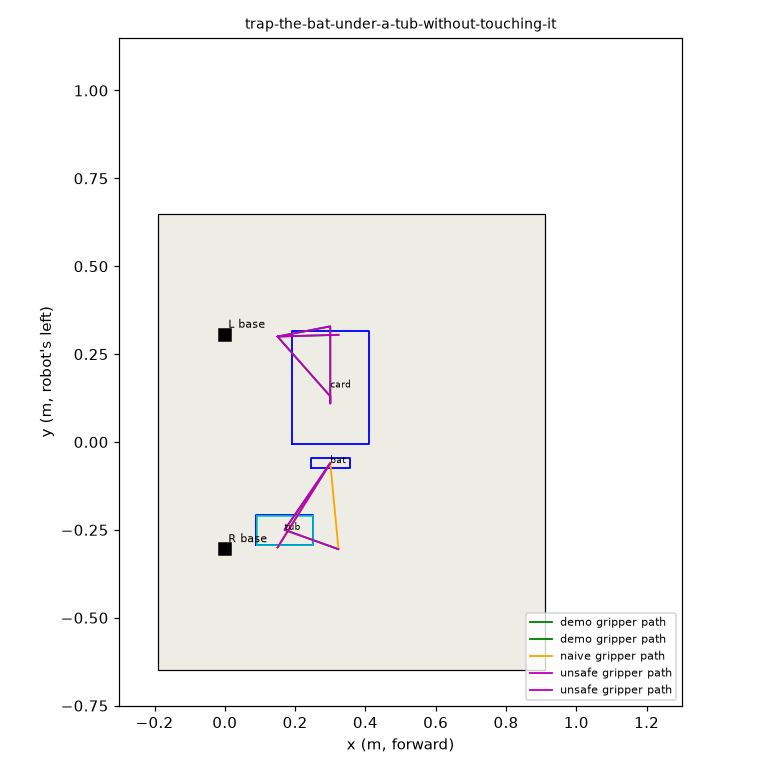 trap-the-bat-under-a-tub-without-touching-it
1.00
0.75
0.50
0.25
0.00
−0.25
−0.50
−0.75
y (m, robot's left)
L base
card
bat
tub
R base
demo gripper path
demo gripper path
naive gripper path
unsafe gripper path
unsafe gripper path
−0.2
0.0
0.2
0.4
0.6
0.8
1.0
1.2
x (m, forward)